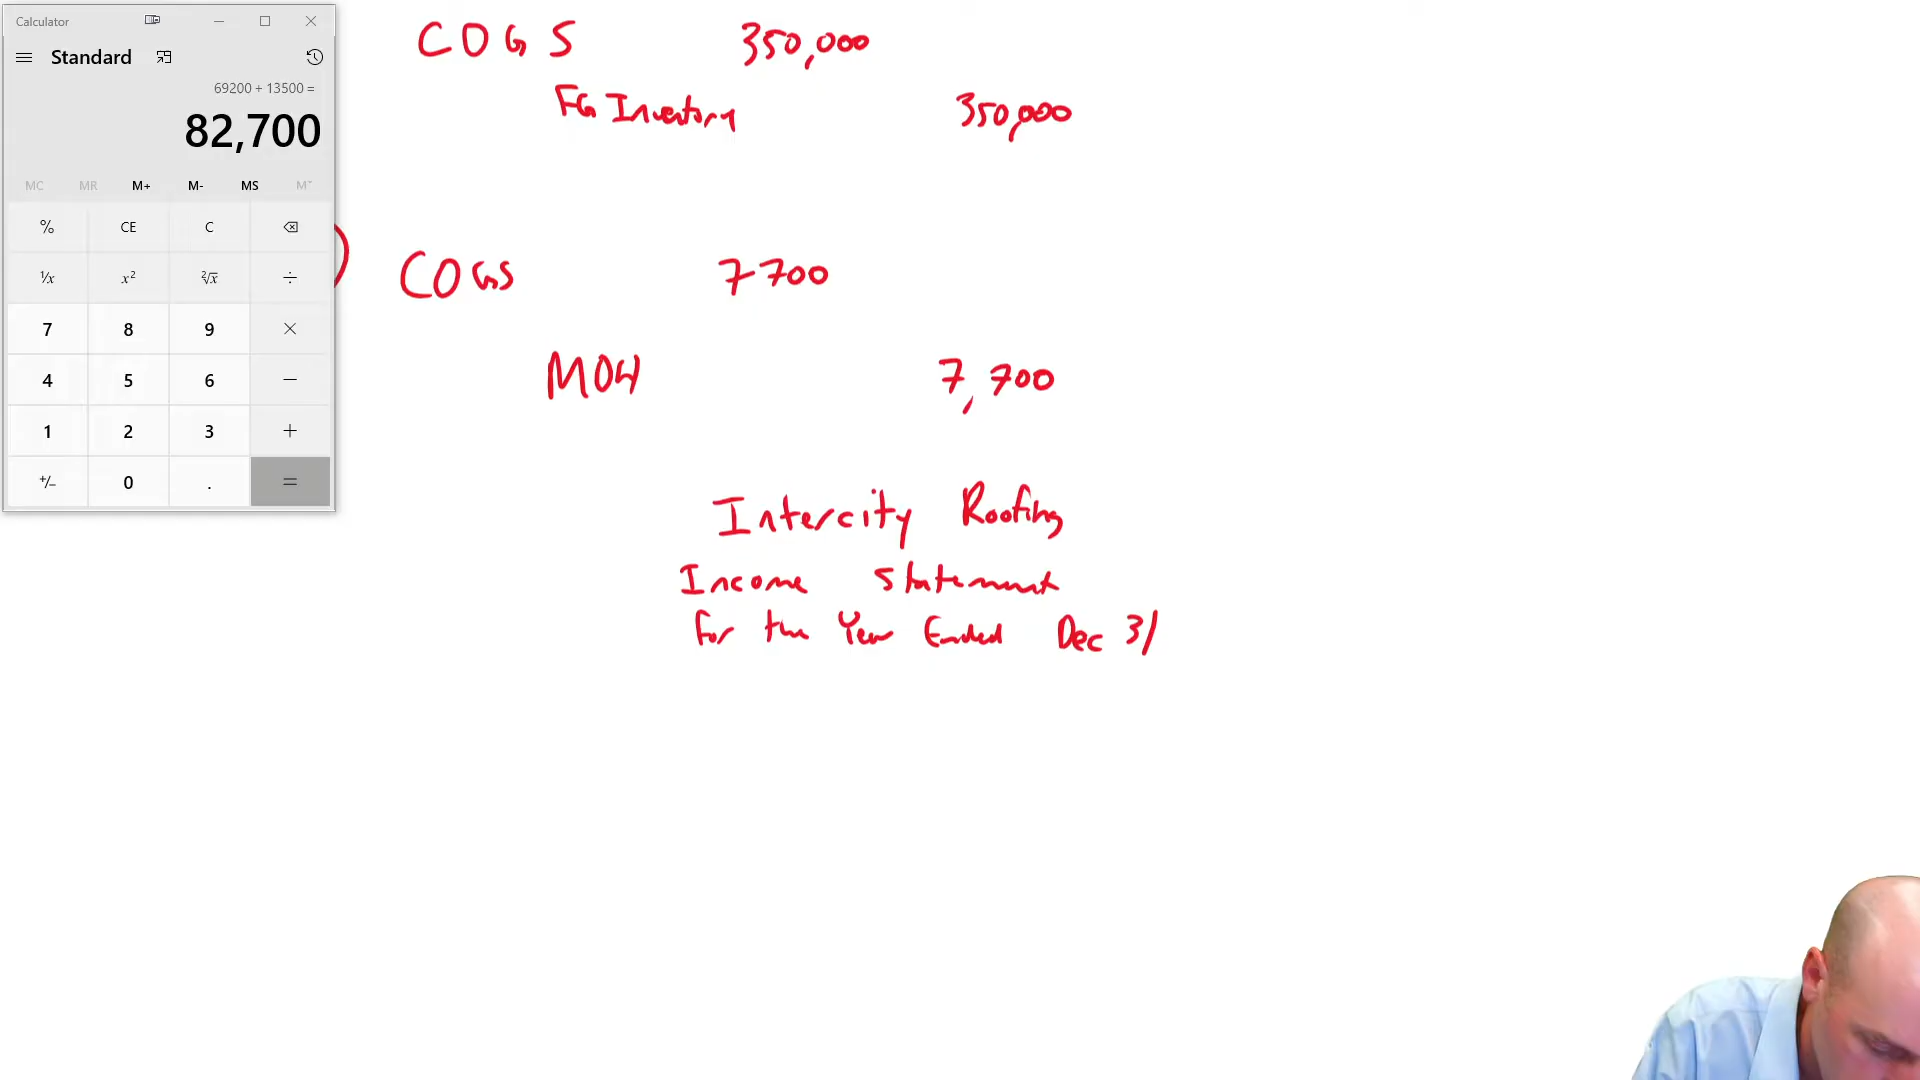 Calculator
Standard
69200 + 13500 =
82,700
MC MR M+ M- MS M˅
% CE C
¹/x x² ²√x ÷
7 8 9 ×
4 5 6 −
1 2 3 +
+/− 0 . =
COGS 350,000
FG Inventory 350,000
COGS 7700
MOH 7,700
Intercity Roofing
Income Statement
For the Year Ended Dec 31